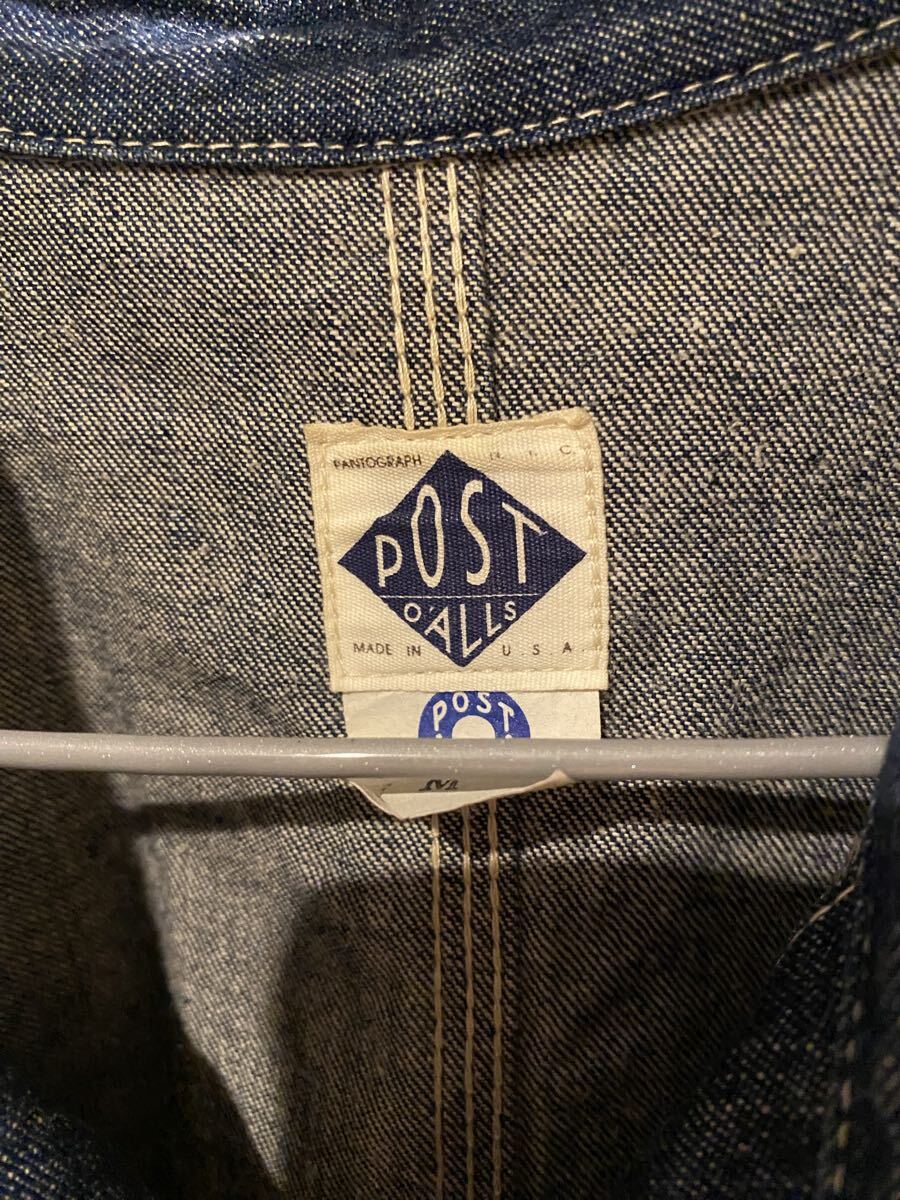 PANTOGRAPH N.Y.C.
POST
O'ALLS
MADE IN U.S.A.
POST
M